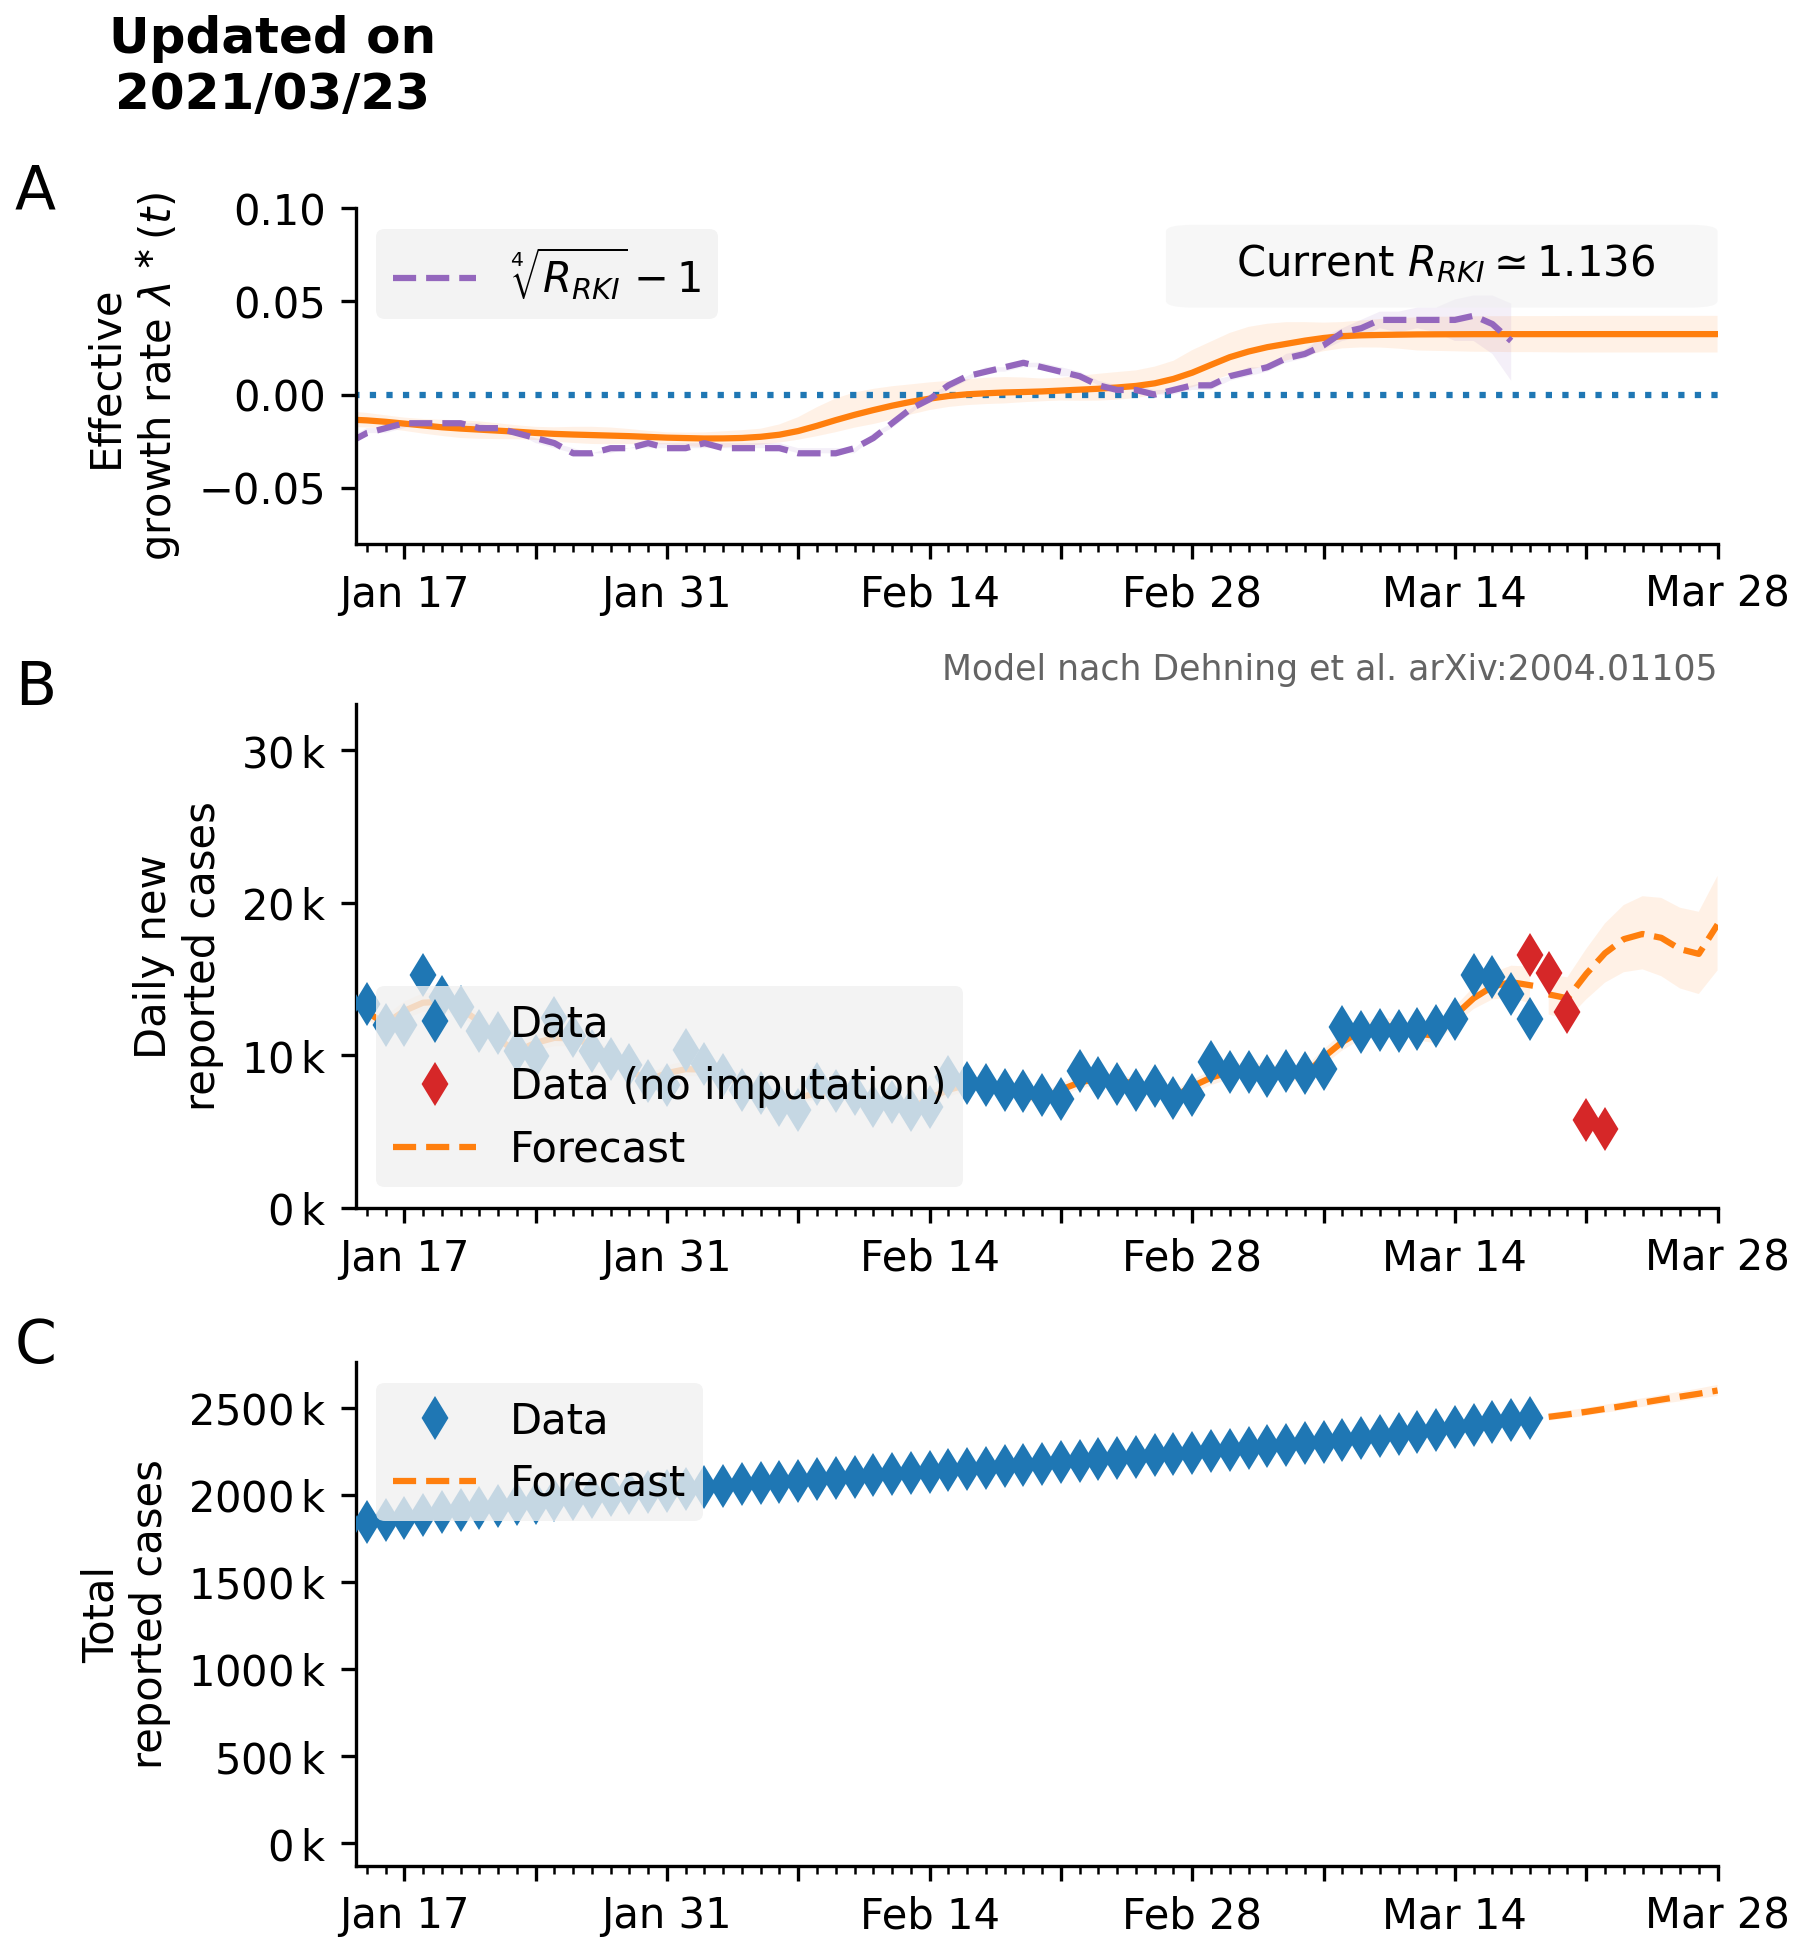 Updated on
2021/03/23
A
Effective
growth rate λ * (t)
0.10
0.05
0.00
−0.05
∜R_RKI − 1
Current R_RKI ≃ 1.136
Jan 17 Jan 31 Feb 14 Feb 28 Mar 14 Mar 28
Model nach Dehning et al. arXiv:2004.01105
B
Daily new
reported cases
30 k
20 k
10 k
0 k
Data
Data (no imputation)
Forecast
Jan 17 Jan 31 Feb 14 Feb 28 Mar 14 Mar 28
C
Total
reported cases
2500 k
2000 k
1500 k
1000 k
500 k
0 k
Data
Forecast
Jan 17 Jan 31 Feb 14 Feb 28 Mar 14 Mar 28